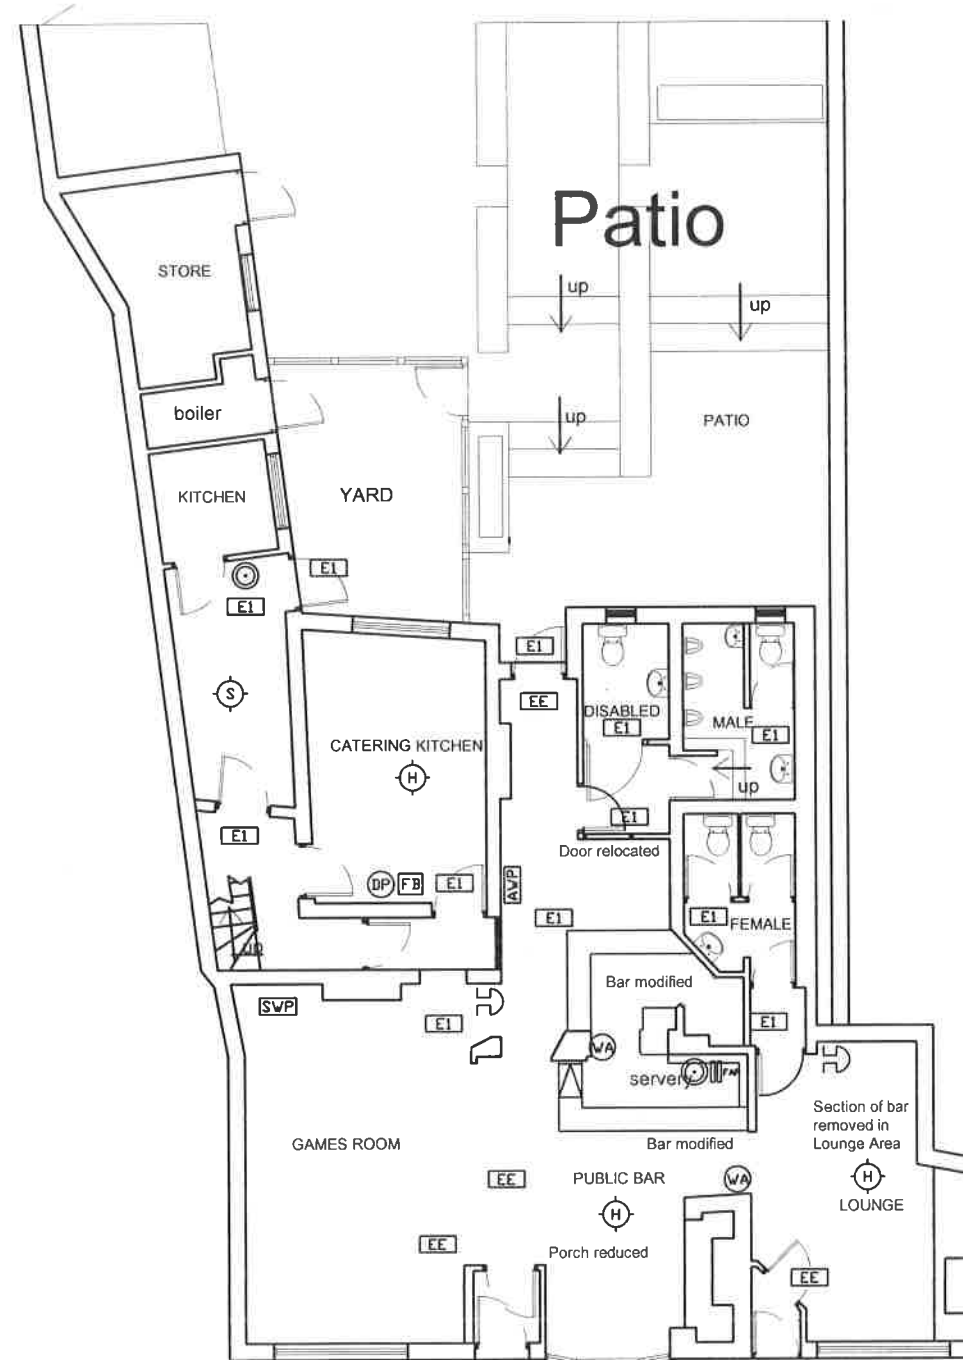 Patio
up
up
STORE
boiler
up
PATIO
KITCHEN
YARD
E1
E1
E1
EE
S
DISABLED
E1
MALE
E1
CATERING KITCHEN
H
up
E1
E1
Door relocated
DP
FB
E1
AWP
E1
E1
FEMALE
UP
Bar modified
SWP
E1
E1
WA
servery
Section of bar
removed in
Lounge Area
GAMES ROOM
Bar modified
EE
PUBLIC BAR
WA
H
LOUNGE
H
EE
Porch reduced
EE